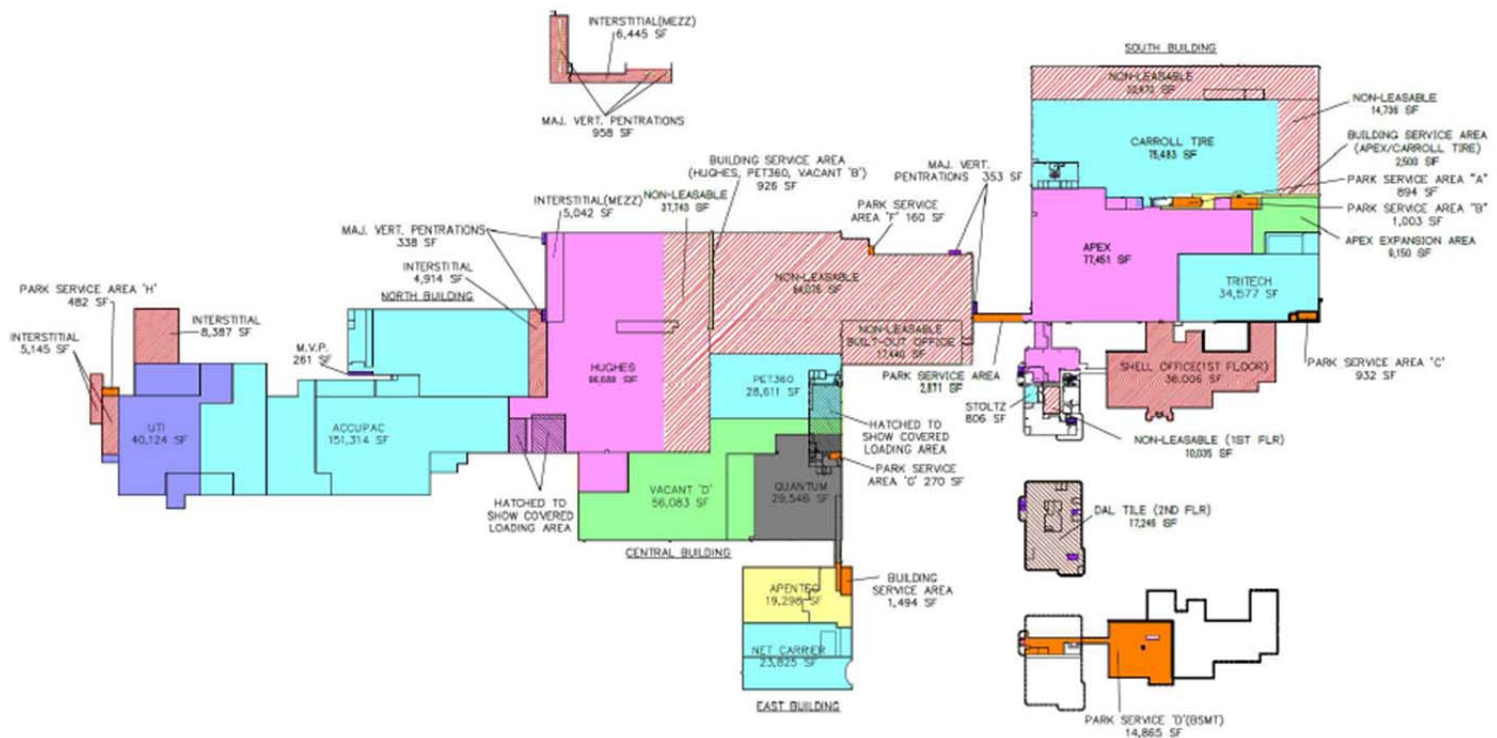 INTERSTITIAL(MEZZ)
6,445 SF
MAJ. VERT. PENTRATIONS
958 SF
SOUTH BUILDING
NON-LEASABLE
NON-LEASABLE
14,736 SF
CARROLL TIRE
75,483 SF
BUILDING SERVICE AREA
(APEX/CARROLL TIRE)
2,500 SF
PARK SERVICE AREA "A"
894 SF
PARK SERVICE AREA "B"
1,003 SF
APEX EXPANSION AREA
9,150 SF
APEX
77,461 SF
TRITECH
34,577 SF
PARK SERVICE AREA 'C'
932 SF
BUILDING SERVICE AREA
(HUGHES, PET360, VACANT 'B')
926 SF
NON-LEASABLE
37,743 SF
INTERSTITIAL(MEZZ)
5,042 SF
MAJ. VERT.
PENTRATIONS 353 SF
PARK SERVICE
AREA 'F' 160 SF
MAJ. VERT. PENTRATIONS
338 SF
INTERSTITIAL
4,914 SF
NORTH BUILDING
NON-LEASABLE
PARK SERVICE AREA 'H'
482 SF
INTERSTITIAL
8,387 SF
INTERSTITIAL
5,145 SF
M.V.P.
261 SF
NON-LEASABLE
BUILT-OUT OFFICE
17,440 SF
HUGHES
PET360
28,611 SF
PARK SERVICE AREA
SHELL OFFICE(1ST FLOOR)
36,006 SF
STOLTZ
806 SF
UTI
40,124 SF
ACCUPAC
151,314 SF
HATCHED TO
SHOW COVERED
LOADING AREA
NON-LEASABLE (1ST FLR)
10,035 SF
PARK SERVICE
AREA 'G' 270 SF
HATCHED TO
SHOW COVERED
LOADING AREA
VACANT 'D'
56,083 SF
QUANTUM
29,546 SF
DAL TILE (2ND FLR)
17,246 SF
CENTRAL BUILDING
APENTEC
19,298 SF
BUILDING
SERVICE AREA
1,494 SF
NET CARRIER
23,825 SF
EAST BUILDING
PARK SERVICE 'D'(BSMT)
14,865 SF